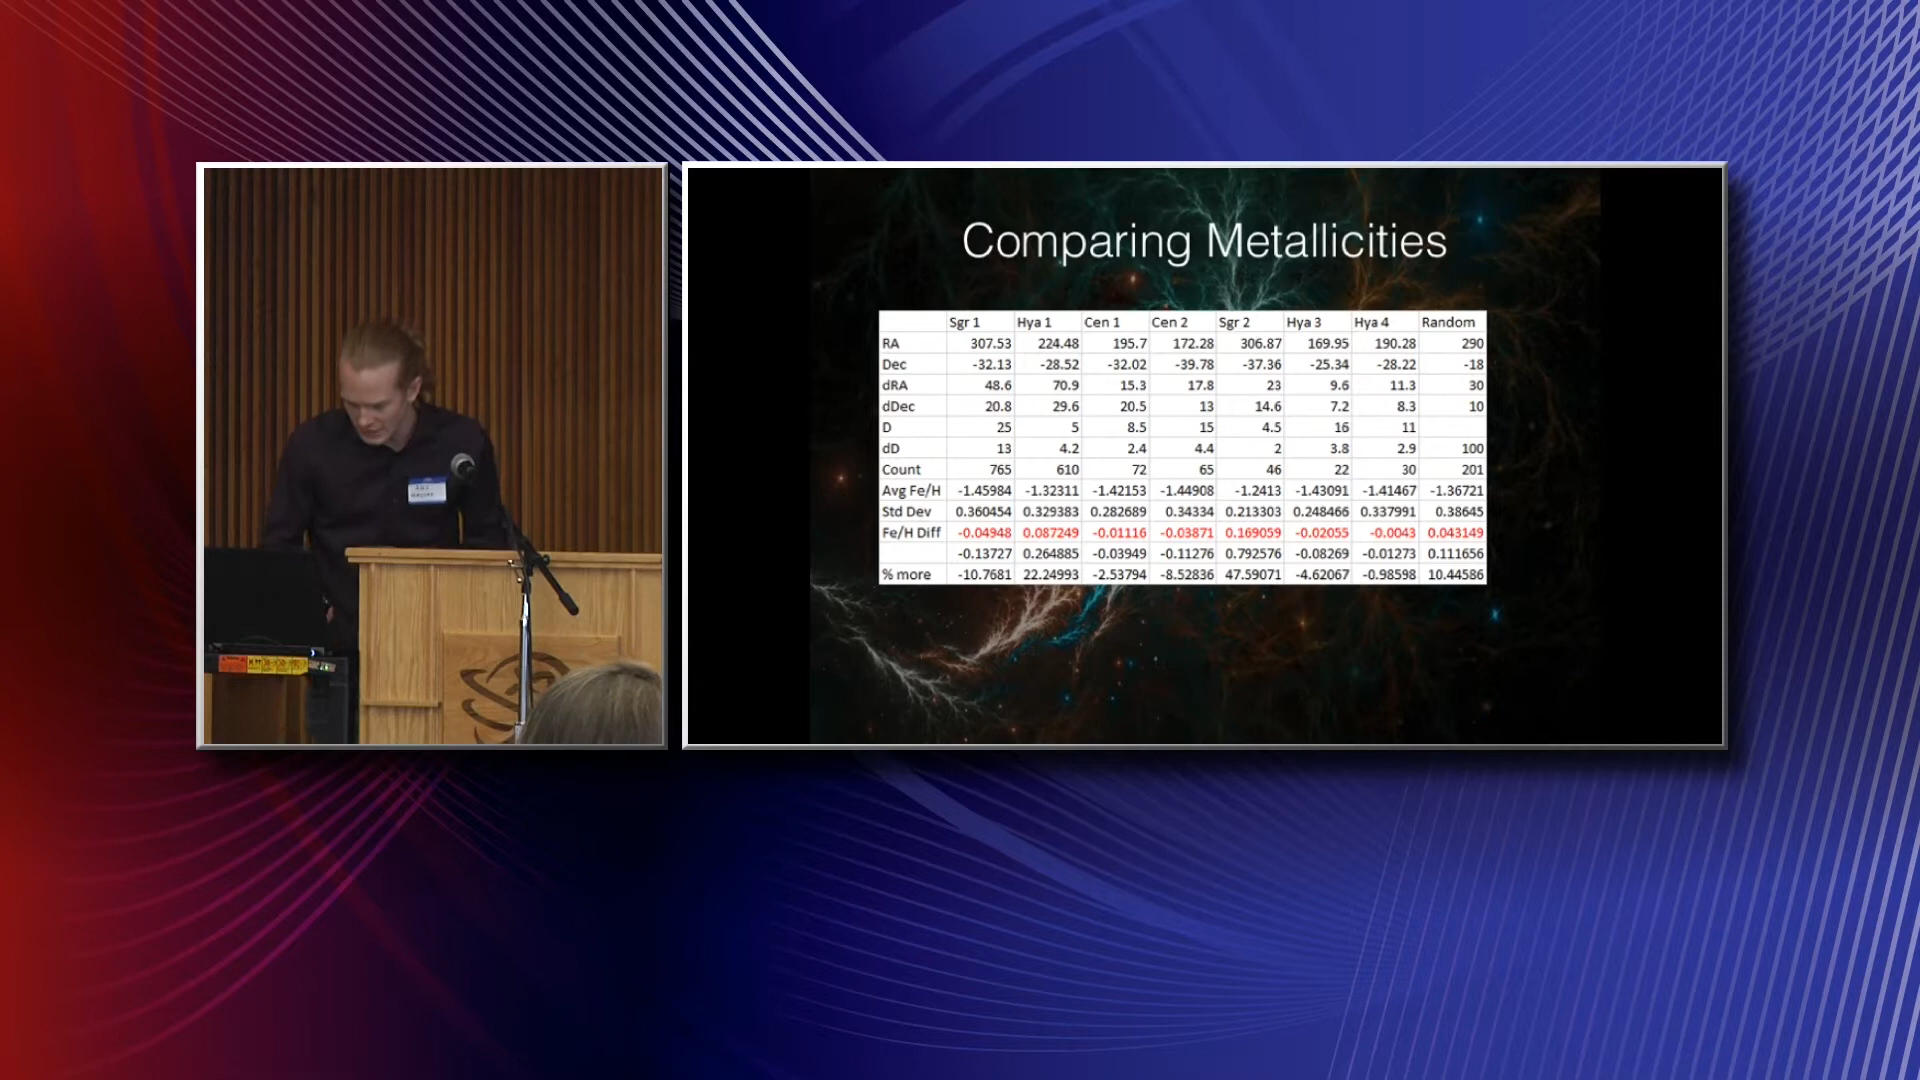 Comparing Metallicities
Sgr 1 Hya 1 Cen 1 Cen 2 Sgr 2 Hya 3 Hya 4 Random
RA 307.53 224.48 195.7 172.28 306.87 169.95 190.28 290
Dec -32.13 -28.52 -32.02 -39.78 -37.36 -25.34 -28.22 -18
dRA 48.6 70.9 15.3 17.8 23 9.6 11.3 30
dDec 20.8 29.6 20.5 13 14.6 7.2 8.3 10
D 25 5 8.5 15 4.5 16 11
dD 13 4.2 2.4 4.4 2 3.8 2.9 100
Count 765 610 72 65 46 22 30 201
Avg Fe/H -1.45984 -1.32311 -1.42153 -1.44908 -1.2413 -1.43091 -1.41467 -1.36721
Std Dev 0.360454 0.329383 0.282689 0.34334 0.213303 0.248466 0.337991 0.38645
Fe/H Diff -0.04948 0.087249 -0.01116 -0.03871 0.169059 -0.02055 -0.0043 0.043149
-0.13727 0.264885 -0.03949 -0.11276 0.792576 -0.08269 -0.01273 0.111656
% more -10.7681 22.24993 -2.53794 -8.52836 47.59071 -4.62067 -0.98598 10.44586